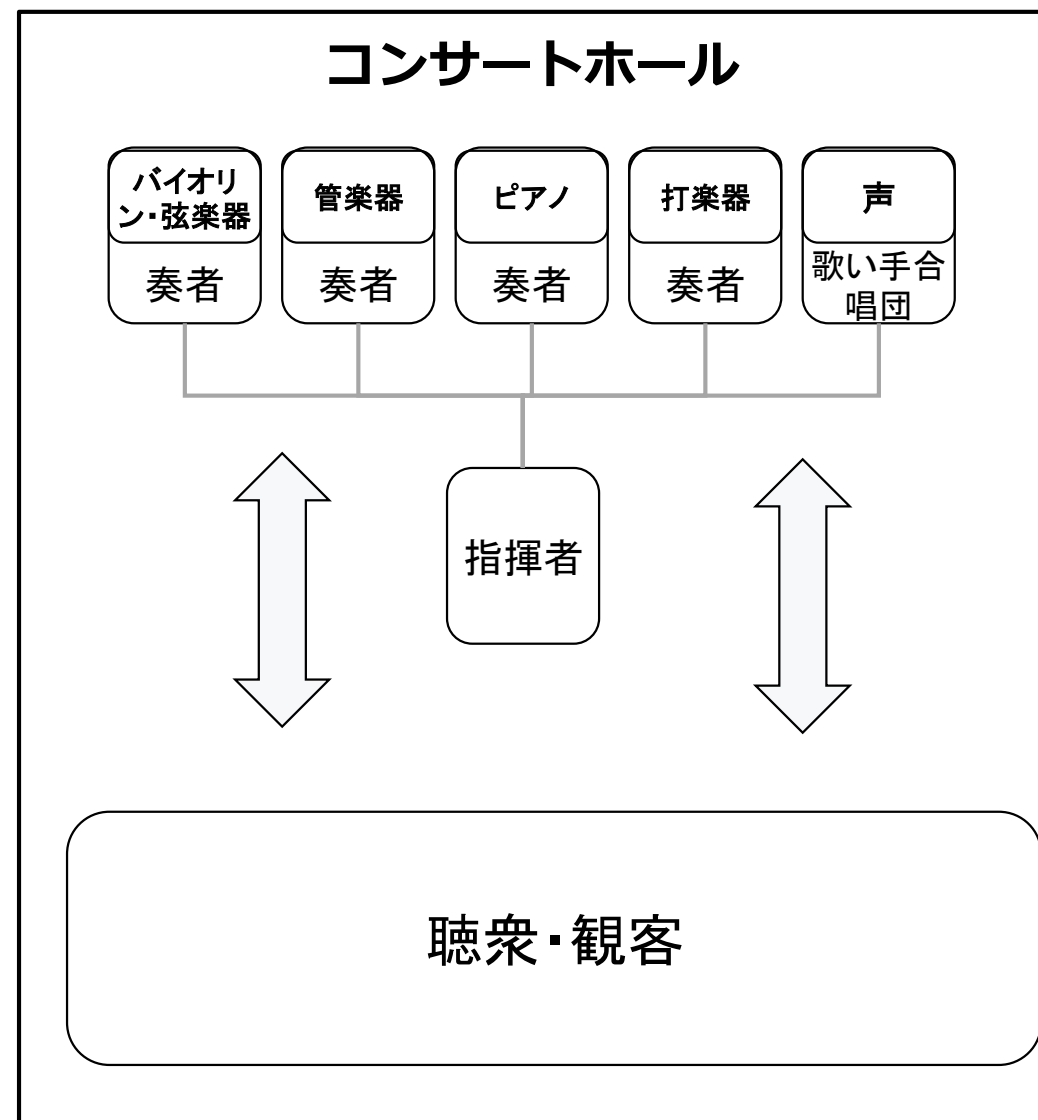 コンサートホール
バイオリ
ン・弦楽器
管楽器
ピアノ
打楽器
声
奏者
奏者
奏者
奏者
歌い手合
唱団
指揮者
聴衆・観客